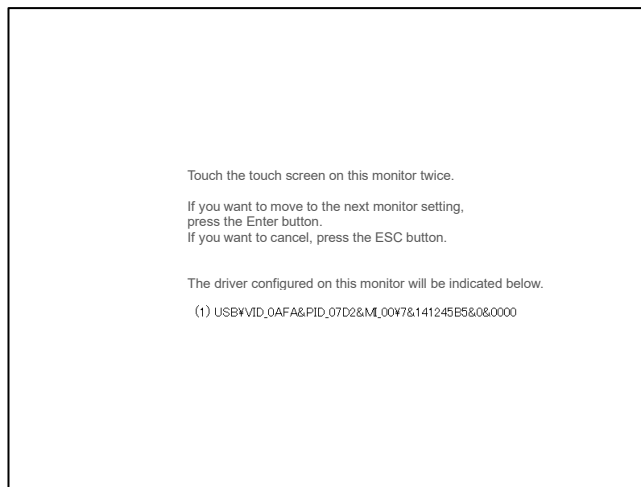 Touch the touch screen on this monitor twice.
If you want to move to the next monitor setting,
press the Enter button.
If you want to cancel, press the ESC button.
The driver configured on this monitor will be indicated below.
(1) USB¥VID_0AFA&PID_07D2&MI_00¥7&141245B5&0&0000